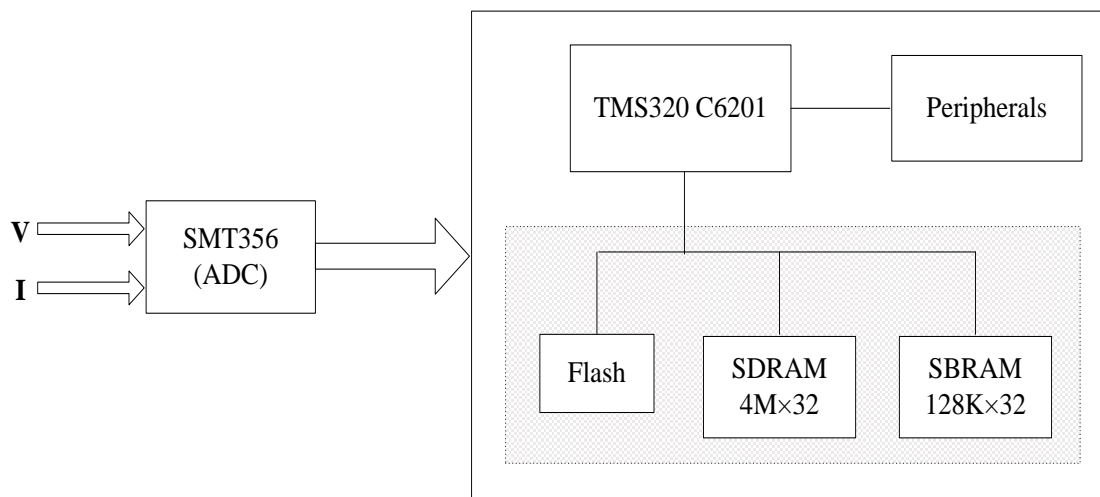 TMS320 C6201
Peripherals
V
I
SMT356
(ADC)
Flash
SDRAM
4M×32
SBRAM
128K×32